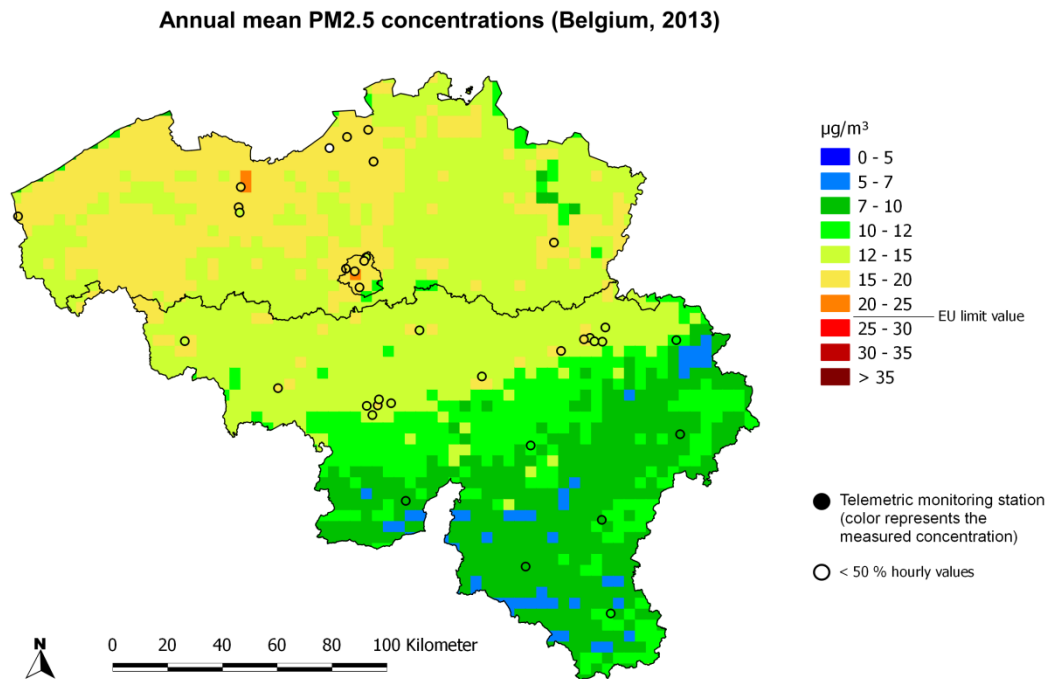 Annual mean PM2.5 concentrations (Belgium, 2013)
µg/m³
0 - 5
5 - 7
7 - 10
10 - 12
12 - 15
15 - 20
20 - 25
EU limit value
25 - 30
30 - 35
> 35
Telemetric monitoring station
(color represents the
measured concentration)
< 50 % hourly values
N
0 20 40 60 80 100 Kilometer